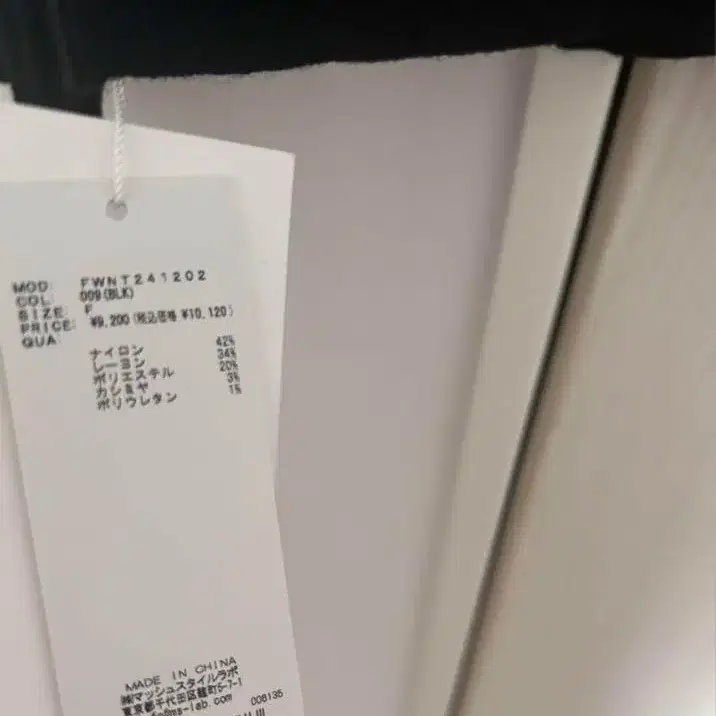 MOD: FWNT241202
COL: 009(BLK)
SIZE: F
PRICE: ¥9,200(税込価格 ¥10,120)
QUA:
ナイロン 42%
レーヨン 34%
ポリエステル 20%
カシミヤ 3%
ポリウレタン 1%
MADE IN CHINA
㈱マッシュスタイルラボ
東京都千代田区麹町5-7-1
006135